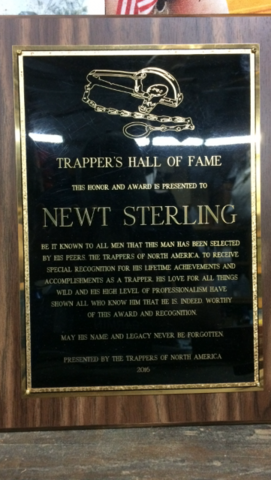 TRAPPER'S HALL OF FAME
THIS HONOR AND AWARD IS PRESENTED TO
NEWT STERLING
BE IT KNOWN TO ALL MEN THAT THIS MAN HAS BEEN SELECTED
BY HIS PEERS, THE TRAPPERS OF NORTH AMERICA, TO RECEIVE
SPECIAL RECOGNITION FOR HIS LIFETIME ACHIEVEMENTS AND
ACCOMPLISHMENTS AS A TRAPPER. HIS LOVE FOR ALL THINGS
WILD AND HIS HIGH LEVEL OF PROFESSIONALISM HAVE
SHOWN ALL WHO KNOW HIM THAT HE IS, INDEED, WORTHY
OF THIS AWARD AND RECOGNITION.
MAY HIS NAME AND LEGACY NEVER BE FORGOTTEN.
PRESENTED BY THE TRAPPERS OF NORTH AMERICA
2016